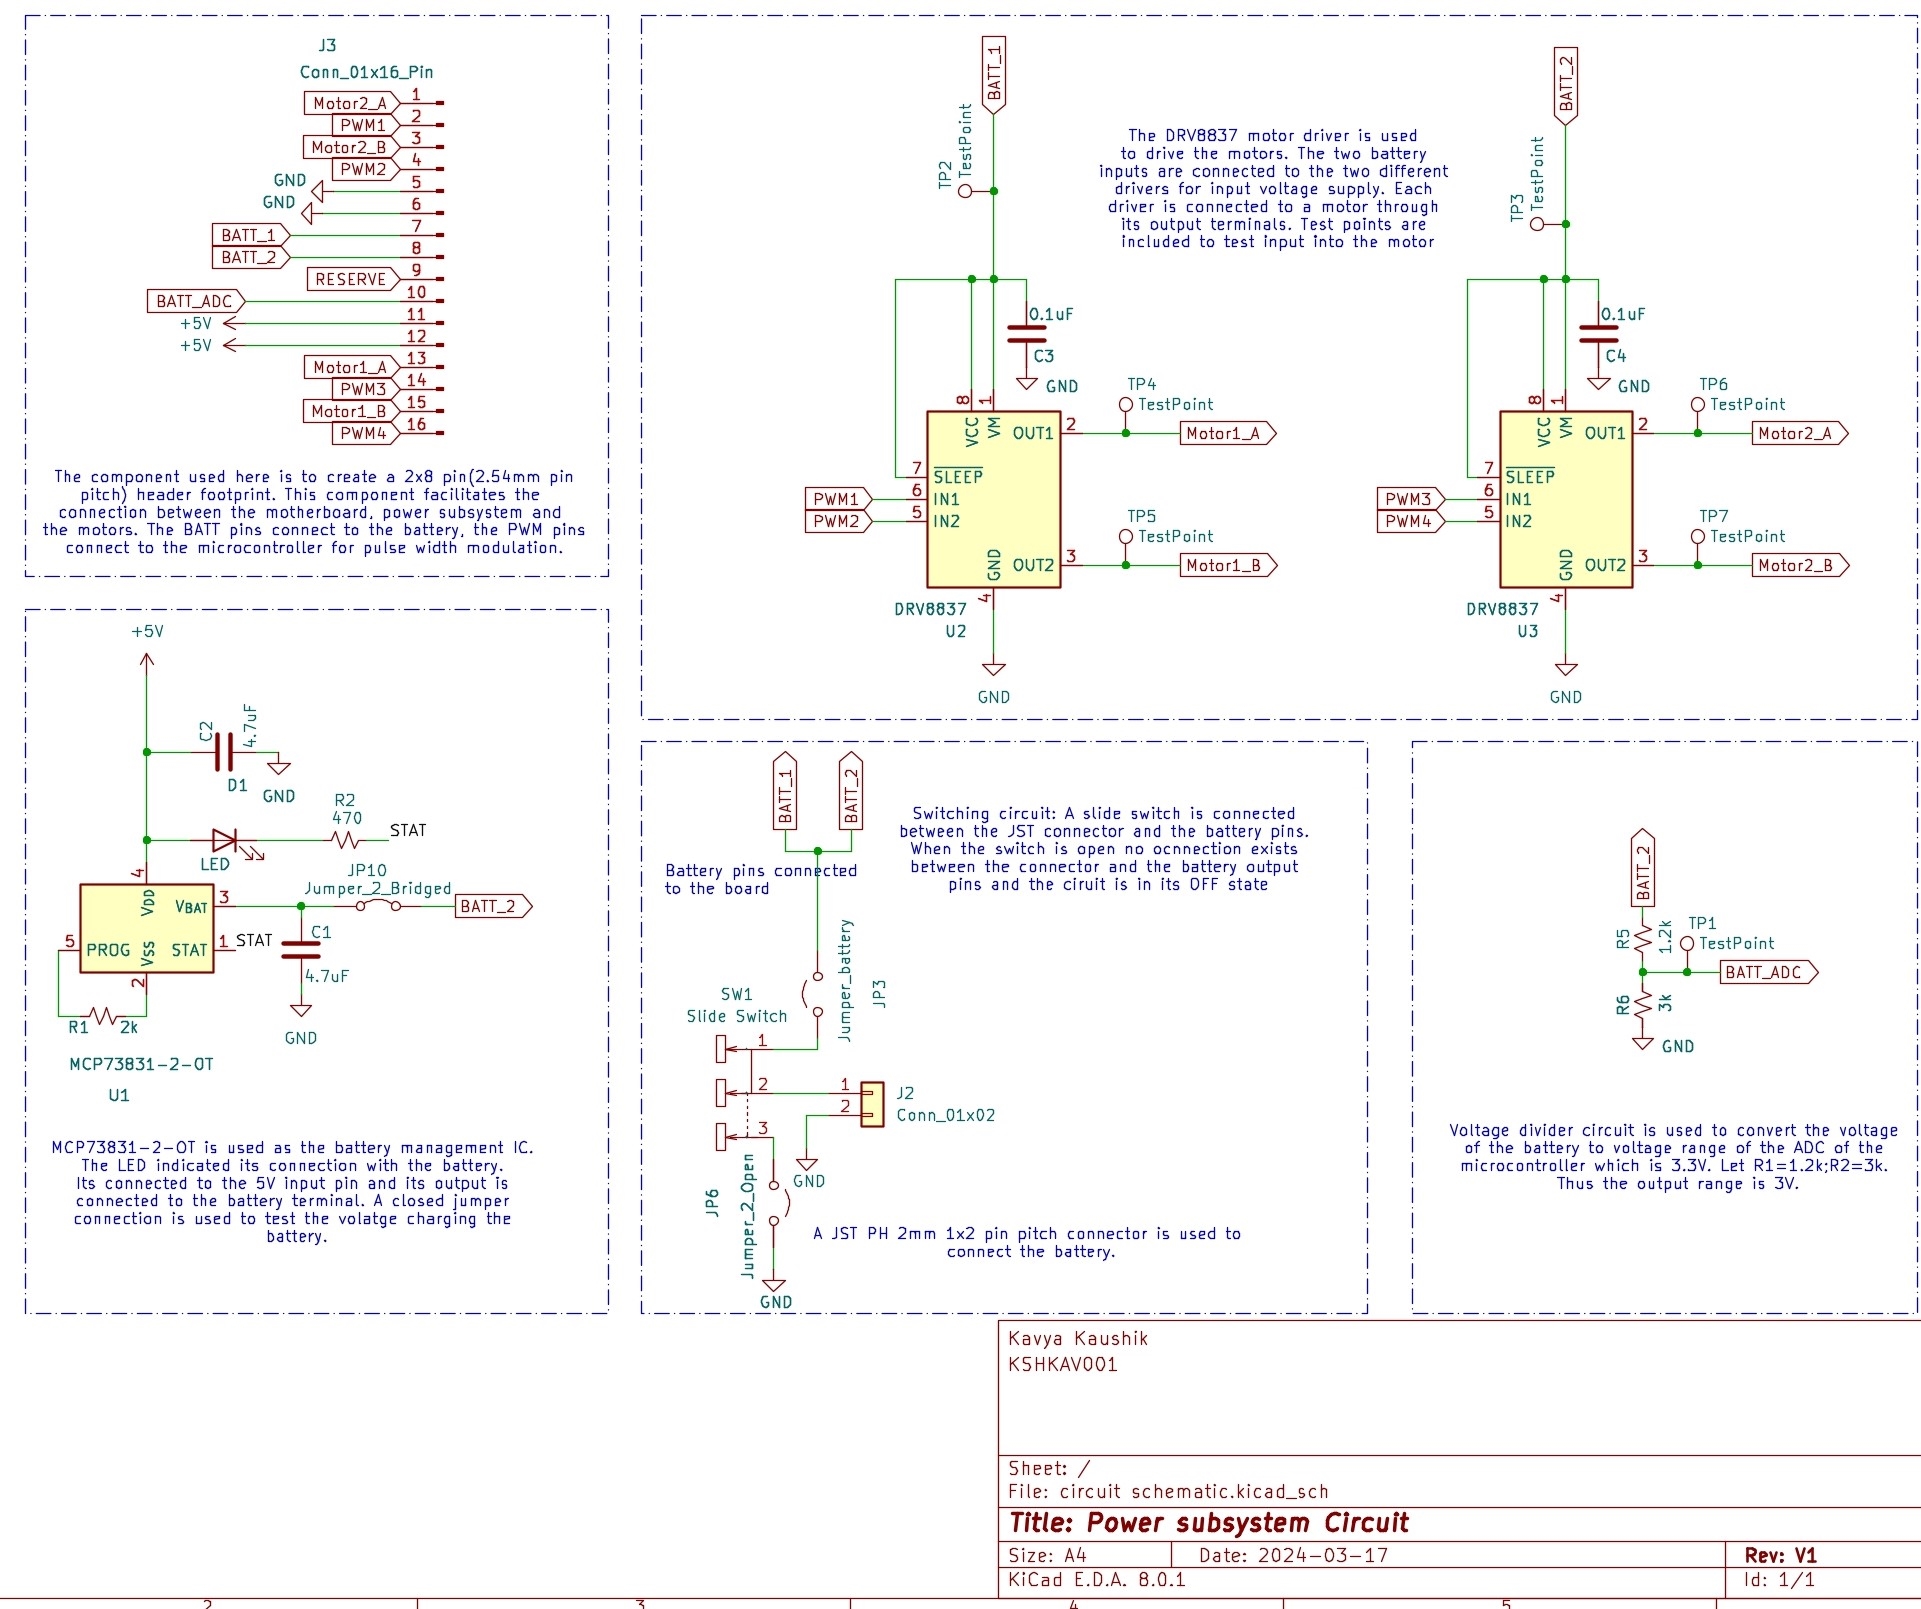 J3
Conn_01x16_Pin
Motor2_A 1
PWM1 2
Motor2_B 3
PWM2 4
GND 5
GND 6
BATT_1 7
BATT_2 8
RESERVE 9
BATT_ADC 10
+5V 11
+5V 12
Motor1_A 13
PWM3 14
Motor1_B 15
PWM4 16
The component used here is to create a 2x8 pin(2.54mm pin
pitch) header footprint. This component facilitates the
connection between the motherboard, power subsystem and
the motors. The BATT pins connect to the battery, the PWM pins
connect to the microcontroller for pulse width modulation.
BATT_1
TP2
TestPoint
The DRV8837 motor driver is used
to drive the motors. The two battery
inputs are connected to the two different
drivers for input voltage supply. Each
driver is connected to a motor through
its output terminals. Test points are
included to test input into the motor
0.1uF
C3
GND
8
1
VCC
VM
TP4
TestPoint
OUT1 2
Motor1_A
7 SLEEP
PWM1 6 IN1
PWM2 5 IN2
TP5
TestPoint
GND
OUT2 3
Motor1_B
4
DRV8837
U2
GND
BATT_2
TP3
TestPoint
0.1uF
C4
GND
8
1
VCC
VM
TP6
TestPoint
OUT1 2
Motor2_A
7 SLEEP
PWM3 6 IN1
PWM4 5 IN2
TP7
TestPoint
GND
OUT2 3
Motor2_B
4
DRV8837
U3
GND
+5V
C2
4.7uF
D1
GND
R2
470
STAT
LED
JP10
Jumper_2_Bridged
4
VDD
VBAT 3
BATT_2
5 PROG
VSS
STAT 1
STAT
C1
4.7uF
2
R1 2k
GND
MCP73831-2-OT
U1
MCP73831-2-OT is used as the battery management IC.
The LED indicated its connection with the battery.
Its connected to the 5V input pin and its output is
connected to the battery terminal. A closed jumper
connection is used to test the volatge charging the
battery.
BATT_1
BATT_2
Switching circuit: A slide switch is connected
between the JST connector and the battery pins.
When the switch is open no ocnnection exists
between the connector and the battery output
pins and the ciruit is in its OFF state
Battery pins connected
to the board
Jumper_battery
JP3
SW1
Slide Switch
1
2
3
1
2
J2
Conn_01x02
GND
JP6
Jumper_2_Open
A JST PH 2mm 1x2 pin pitch connector is used to
connect the battery.
GND
BATT_2
R5
1.2k
TP1
TestPoint
BATT_ADC
R6
3k
GND
Voltage divider circuit is used to convert the voltage
of the battery to voltage range of the ADC of the
microcontroller which is 3.3V. Let R1=1.2k;R2=3k.
Thus the output range is 3V.
Kavya Kaushik
KSHKAV001
Sheet: /
File: circuit schematic.kicad_sch
Title: Power subsystem Circuit
Size: A4
Date: 2024-03-17
Rev: V1
KiCad E.D.A. 8.0.1
Id: 1/1
2
3
4
5